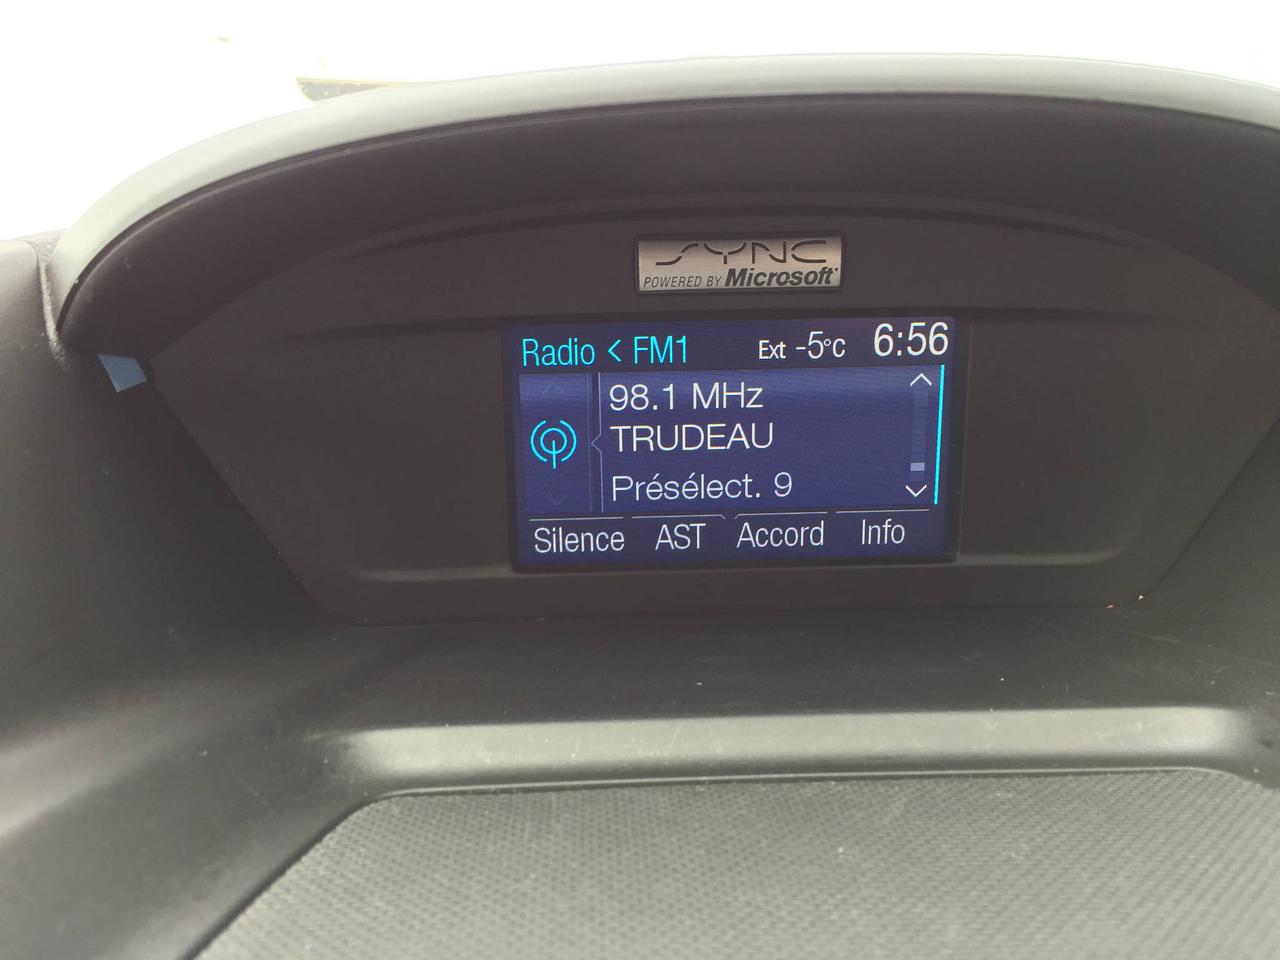 SYNC
POWERED BY Microsoft
Radio < FM1 Ext -5°C 6:56
98.1 MHz
TRUDEAU
Présélect. 9
Silence AST Accord Info